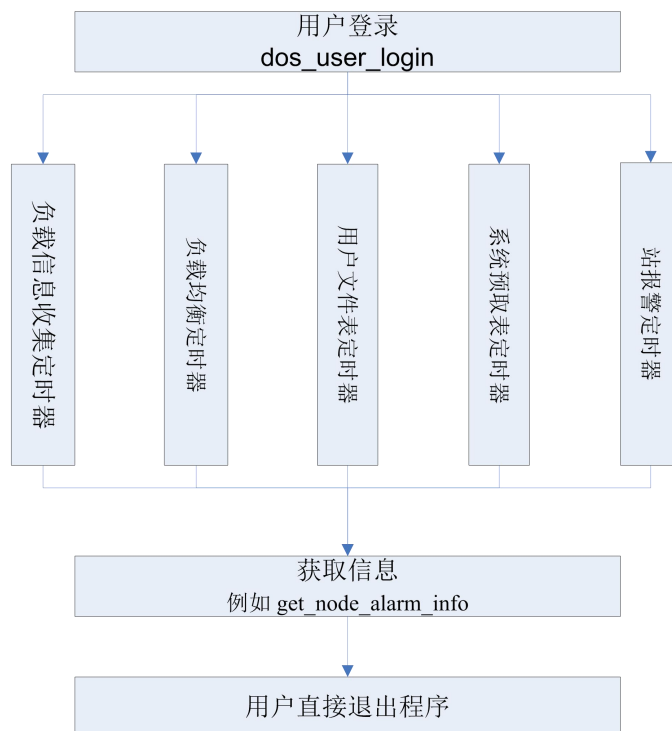 用户登录
dos_user_login
负载信息收集定时器
负载均衡定时器
用户文件表定时器
系统预取表定时器
站报警定时器
获取信息
例如 get_node_alarm_info
用户直接退出程序